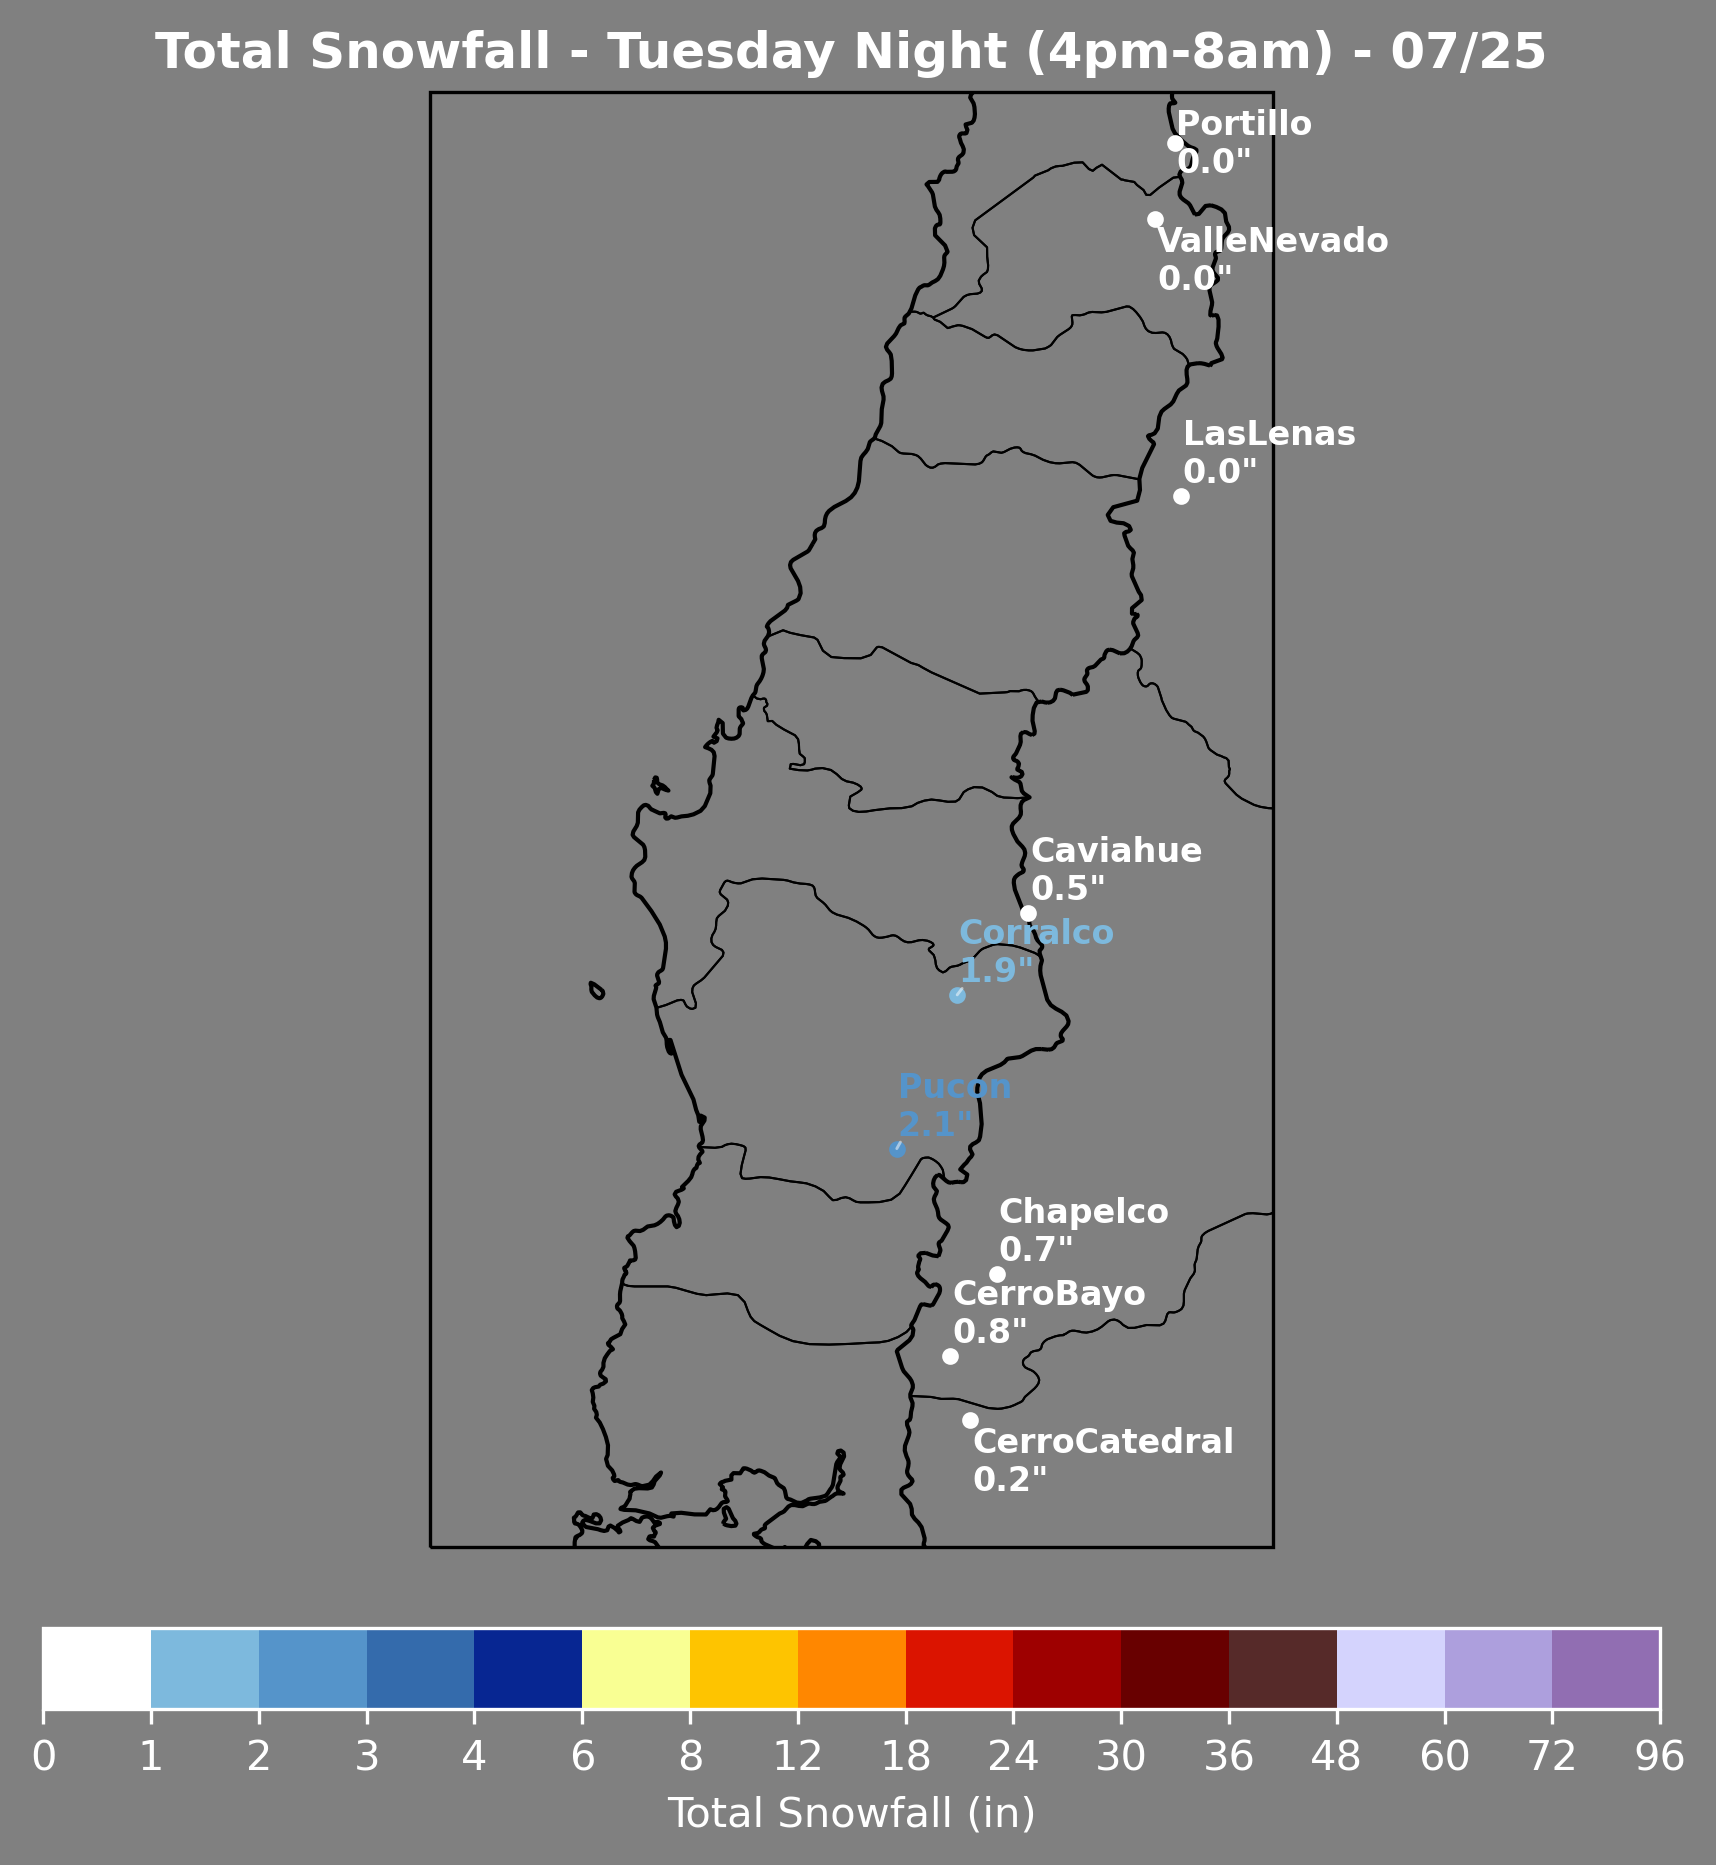 Total Snowfall - Tuesday Night (4pm-8am) - 07/25
Portillo
0.0"
ValleNevado
0.0"
LasLenas
0.0"
Caviahue
0.5"
Corralco
1.9"
Pucon
2.1"
Chapelco
0.7"
CerroBayo
0.8"
CerroCatedral
0.2"
0 1 2 3 4 6 8 12 18 24 30 36 48 60 72 96
Total Snowfall (in)